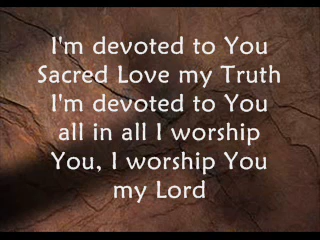 I'm devoted to You
Sacred Love my Truth
I'm devoted to You
all in all I worship
You, I worship You
my Lord